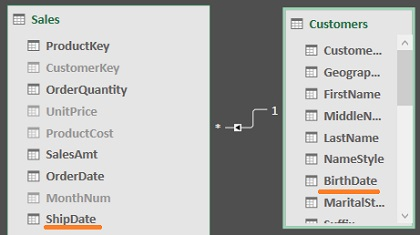 Sales
ProductKey
CustomerKey
OrderQuantity
UnitPrice
ProductCost
SalesAmt
OrderDate
MonthNum
ShipDate
*
1
Customers
Custome...
Geograp...
FirstName
MiddleN...
LastName
NameStyle
BirthDate
MaritalSt...
Suffix